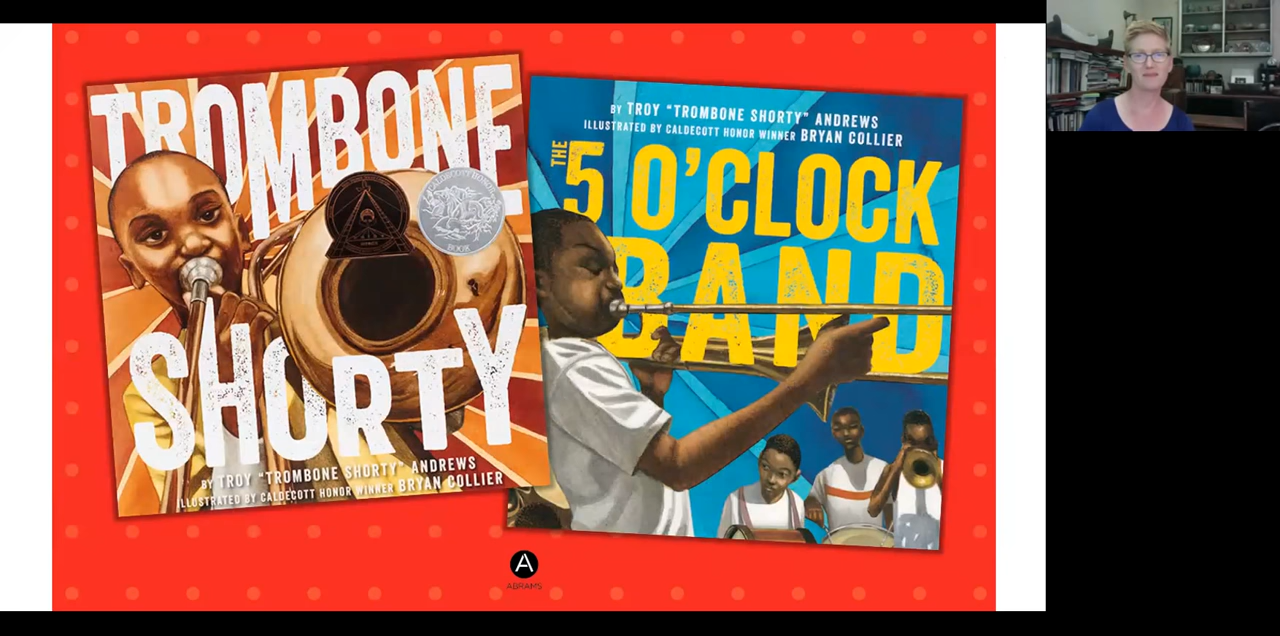 TROMBONE
SHORTY
BY TROY "TROMBONE SHORTY" ANDREWS
ILLUSTRATED BY CALDECOTT HONOR WINNER BRYAN COLLIER
BOOK
BY TROY "TROMBONE SHORTY" ANDREWS
ILLUSTRATED BY CALDECOTT HONOR WINNER BRYAN COLLIER
THE
5 O'CLOCK
BAND
A
ABRAMS